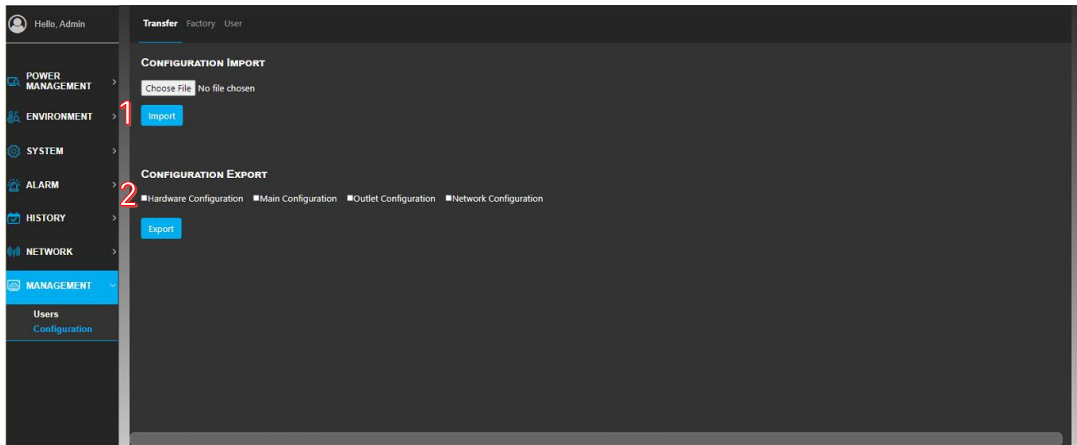 Hello, Admin
Transfer Factory User
CONFIGURATION IMPORT
POWER
MANAGEMENT
Choose File No file chosen
1
ENVIRONMENT
Import
SYSTEM
CONFIGURATION EXPORT
ALARM
2
Hardware Configuration Main Configuration Outlet Configuration Network Configuration
HISTORY
Export
NETWORK
MANAGEMENT
Users
Configuration